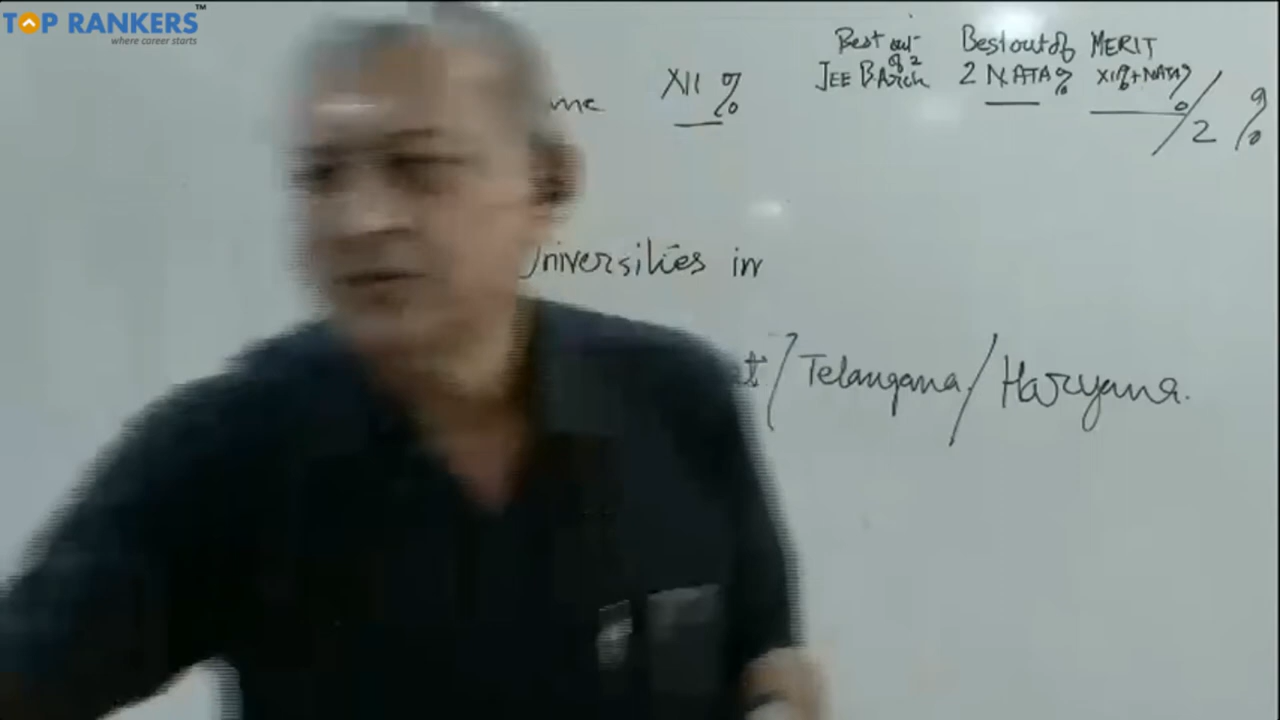 TOP RANKERS™
where career starts
Best out of 2 Best out of MERIT
XII % JEE B.Arch 2 NATA % XII%+NATA%
/2 %
Universities in
/ Telangana / Haryana.